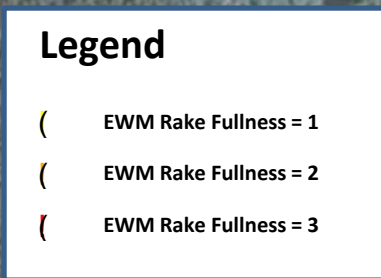 Legend
( EWM Rake Fullness = 1
( EWM Rake Fullness = 2
( EWM Rake Fullness = 3